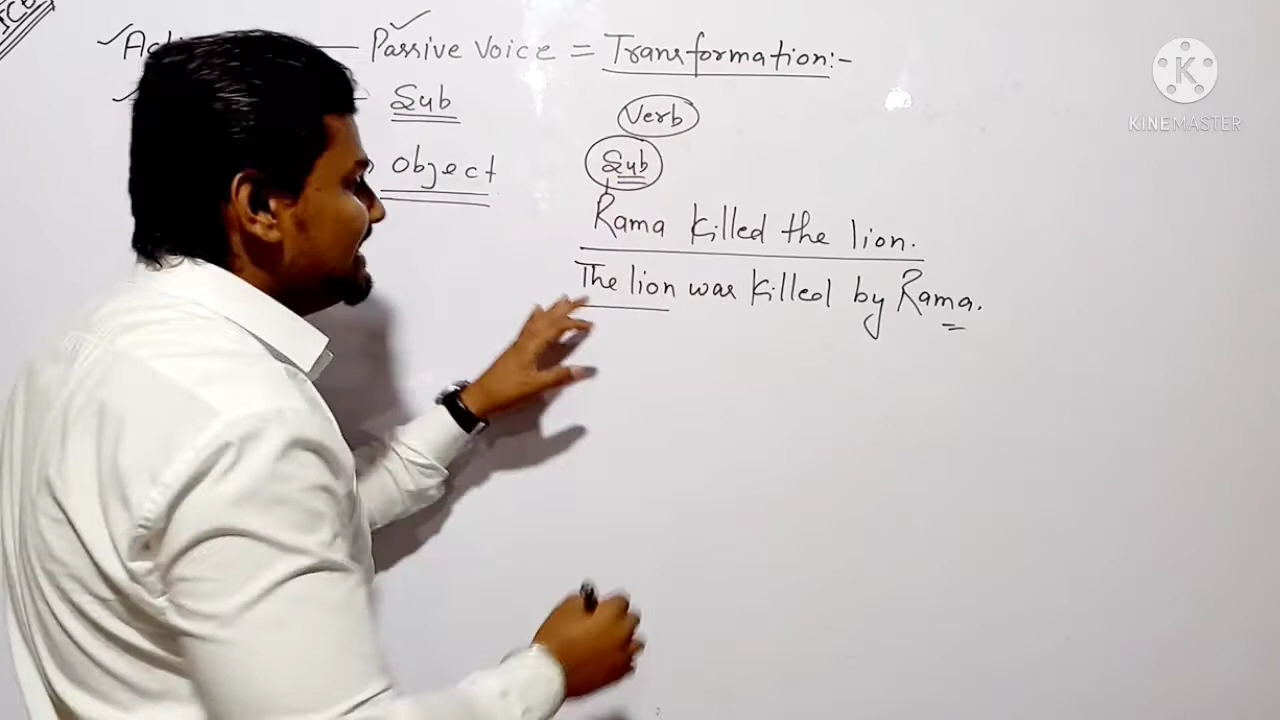 Passive Voice = Transformation:-
Sub
Object
Verb
Sub
Rama killed the lion.
The lion was killed by Rama.
K
KINEMASTER